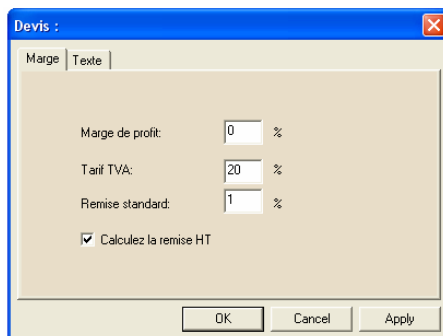 Devis :
Marge Texte
Marge de profit: 0 %
Tarif TVA: 20 %
Remise standard: 1 %
Calculez la remise HT
OK Cancel Apply